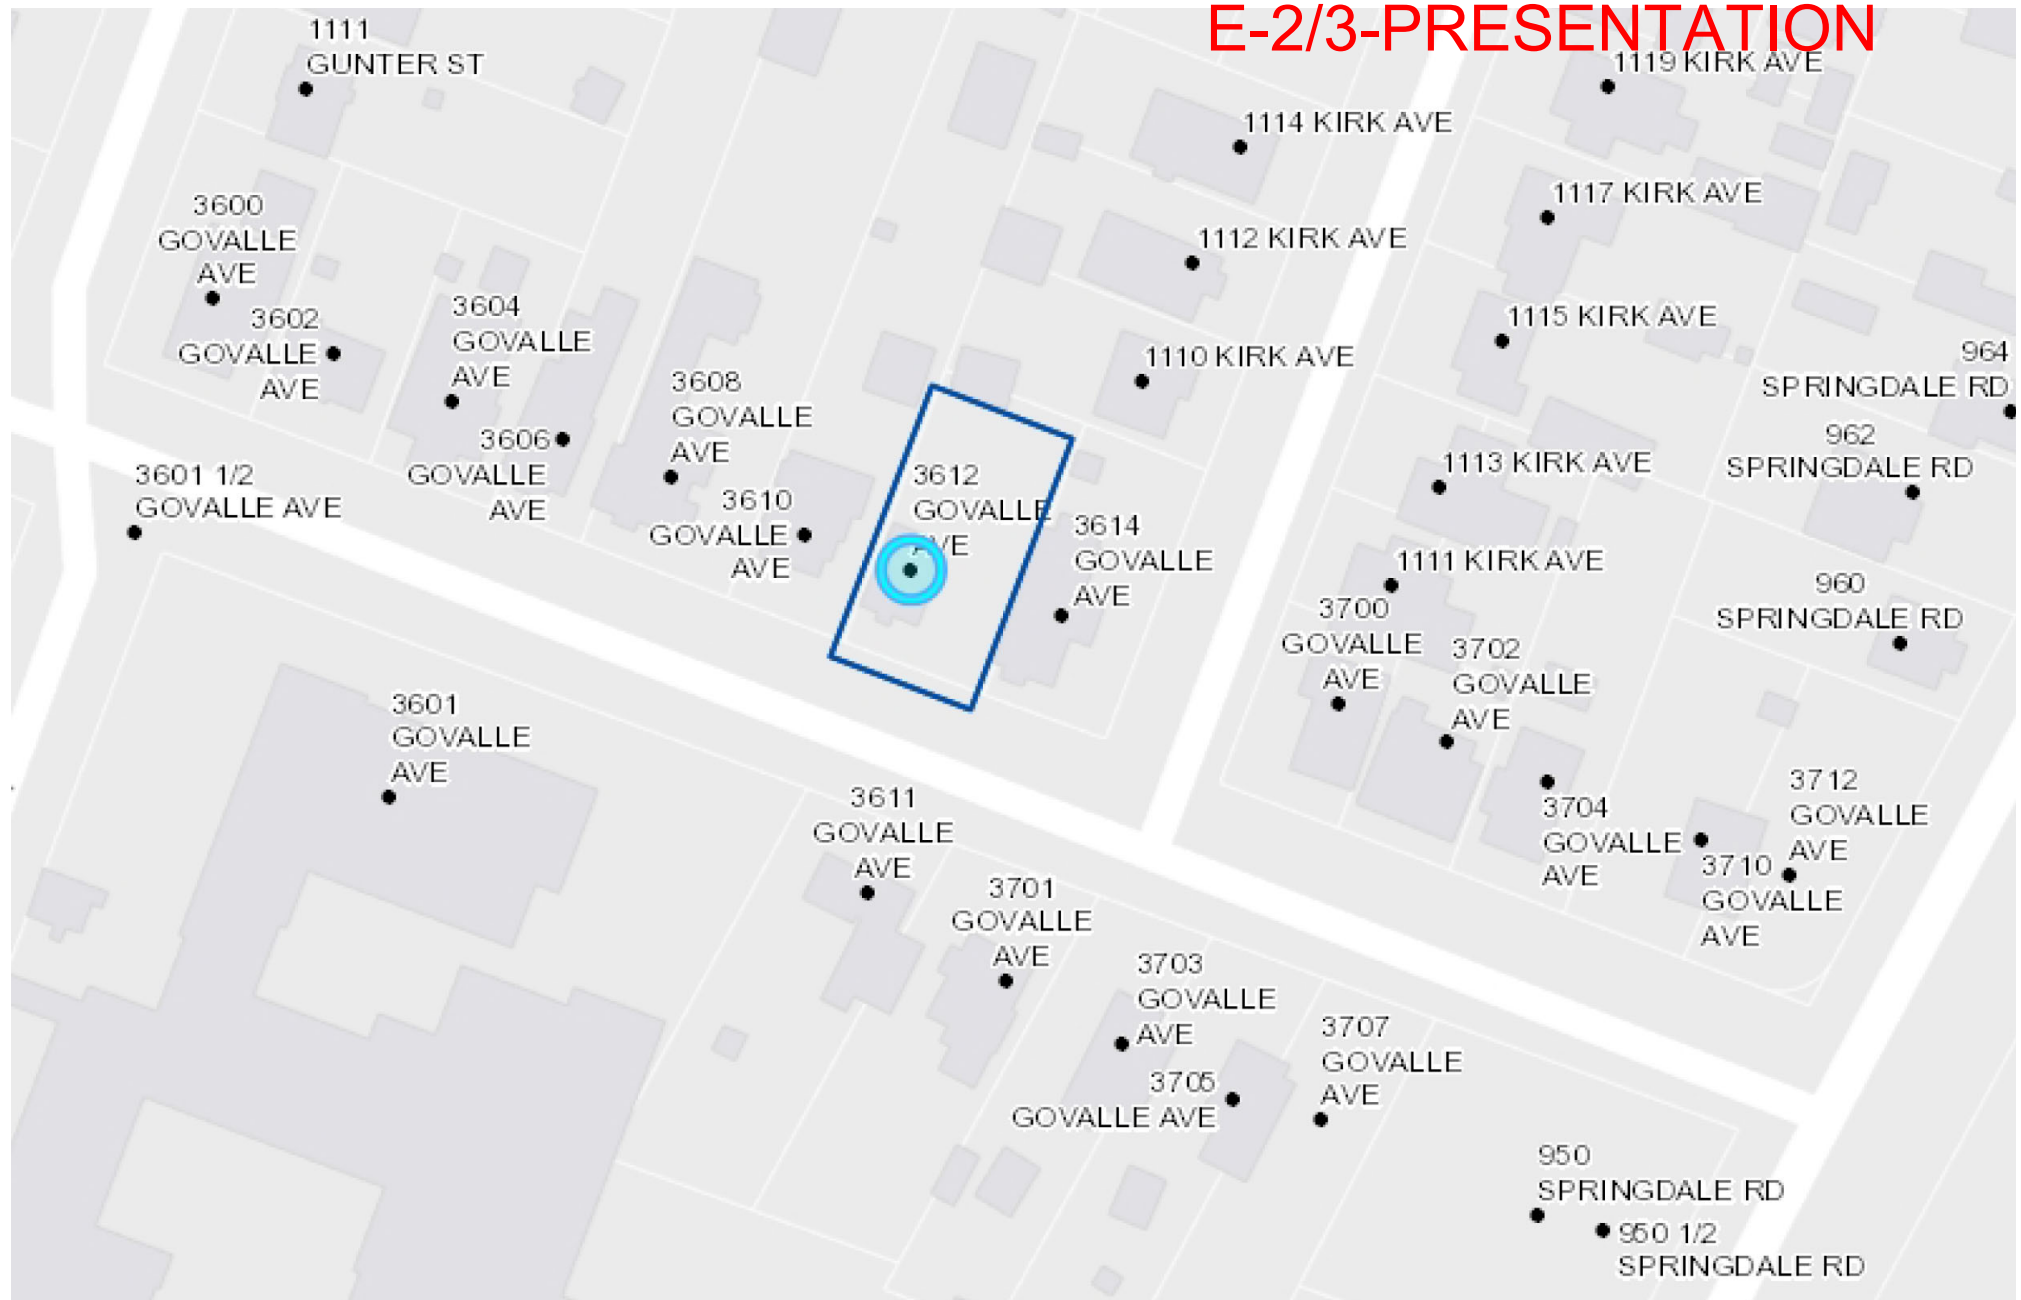 E-2/3-PRESENTATION
1111
GUNTER ST
1119 KIRK AVE
1114 KIRK AVE
1117 KIRK AVE
3600
GOVALLE
AVE
1112 KIRK AVE
3602
GOVALLE
AVE
3604
GOVALLE
AVE
1115 KIRK AVE
1110 KIRK AVE
964
SPRINGDALE RD
3608
GOVALLE
AVE
3606
GOVALLE
AVE
962
SPRINGDALE RD
1113 KIRK AVE
3601 1/2
GOVALLE AVE
3610
GOVALLE
AVE
3612
GOVALLE
AVE
3614
GOVALLE
AVE
1111 KIRK AVE
960
SPRINGDALE RD
3700
GOVALLE
AVE
3702
GOVALLE
AVE
3601
GOVALLE
AVE
3611
GOVALLE
AVE
3704
GOVALLE
AVE
3712
GOVALLE
AVE
3710
GOVALLE
AVE
3701
GOVALLE
AVE
3703
GOVALLE
AVE
3707
GOVALLE
AVE
3705
GOVALLE AVE
950
SPRINGDALE RD
950 1/2
SPRINGDALE RD